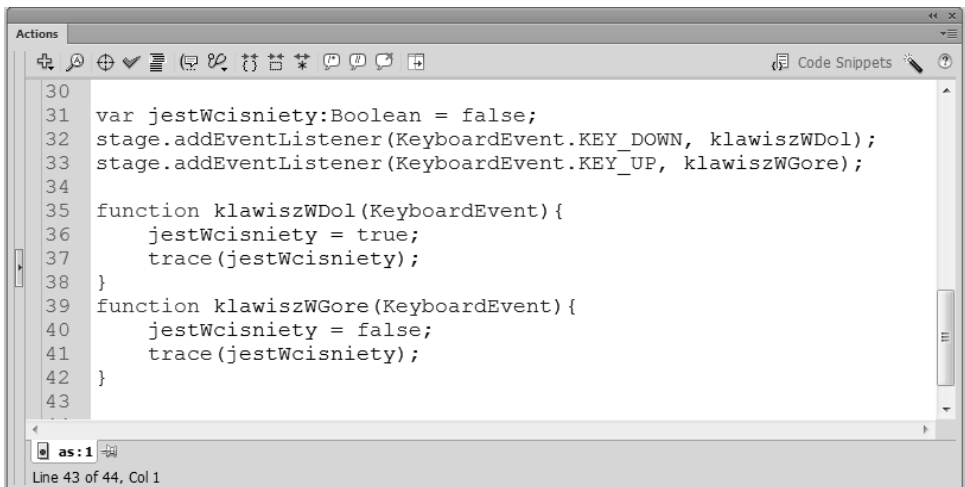 Actions
Code Snippets
30
31 var jestWcisniety:Boolean = false;
32 stage.addEventListener(KeyboardEvent.KEY_DOWN, klawiszWDol);
33 stage.addEventListener(KeyboardEvent.KEY_UP, klawiszWGore);
34
35 function klawiszWDol(KeyboardEvent){
36 jestWcisniety = true;
37 trace(jestWcisniety);
38 }
39 function klawiszWGore(KeyboardEvent){
40 jestWcisniety = false;
41 trace(jestWcisniety);
42 }
43
as:1
Line 43 of 44, Col 1